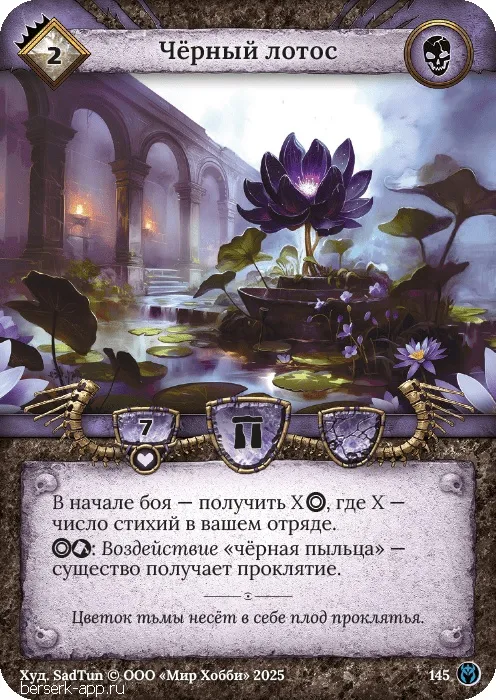 2
Чёрный лотос
7
В начале боя — получить X, где X —
число стихий в вашем отряде.
: Воздействие «чёрная пыльца» —
существо получает проклятие.
Цветок тьмы несёт в себе плод проклятья.
Худ. SadTun © ООО «Мир Хобби» 2025
145
berserk-app.ru